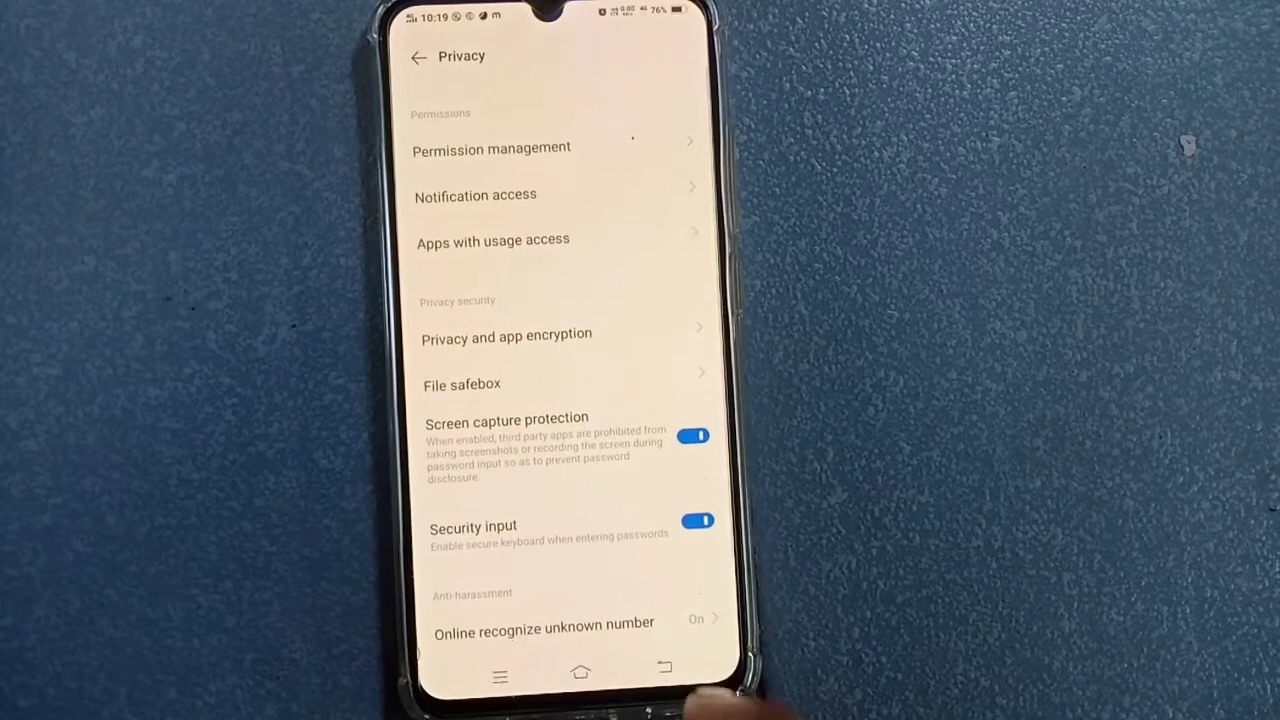 10:19 m 0.00 4G 76%
Privacy
Permissions
Permission management
Notification access
Apps with usage access
Privacy security
Privacy and app encryption
File safebox
Screen capture protection
When enabled, third party apps are prohibited from
taking screenshots or recording the screen during
password input so as to prevent password
disclosure.
Security input
Enable secure keyboard when entering passwords
Anti-harassment
Online recognize unknown number On